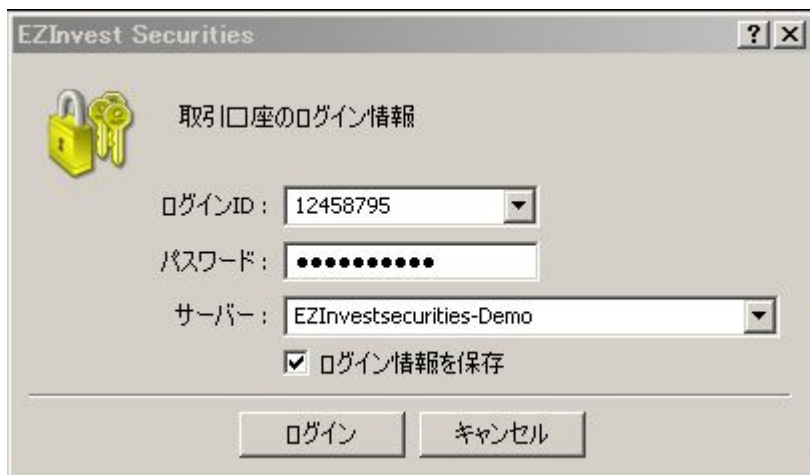 EZInvest Securities
取引口座のログイン情報
ログインID： 12458795
パスワード： ●●●●●●●●●●
サーバー： EZInvestsecurities-Demo
ログイン情報を保存
ログイン キャンセル